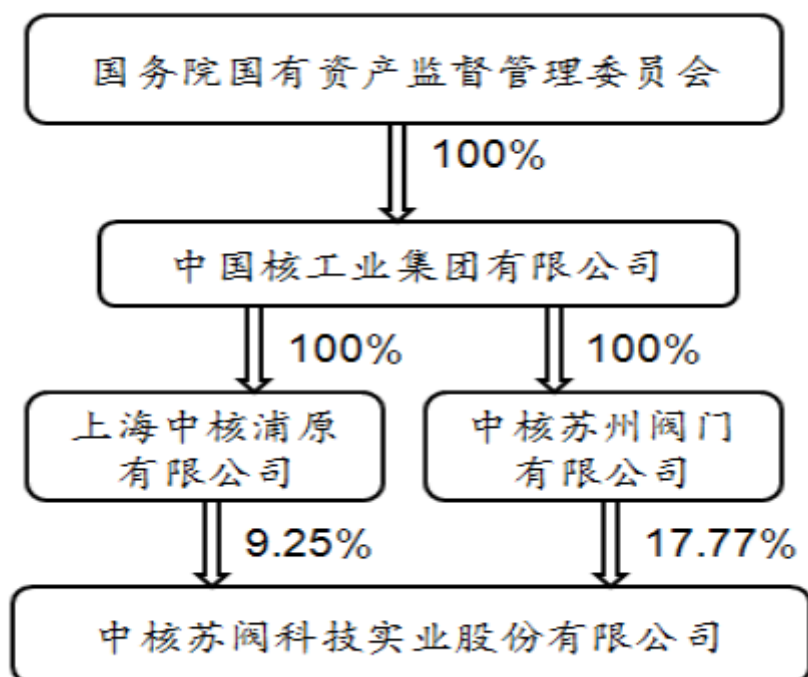 国务院国有资产监督管理委员会
100%
中国核工业集团有限公司
100%
100%
上海中核浦原
有限公司
中核苏州阀门
有限公司
9.25%
17.77%
中核苏阀科技实业股份有限公司